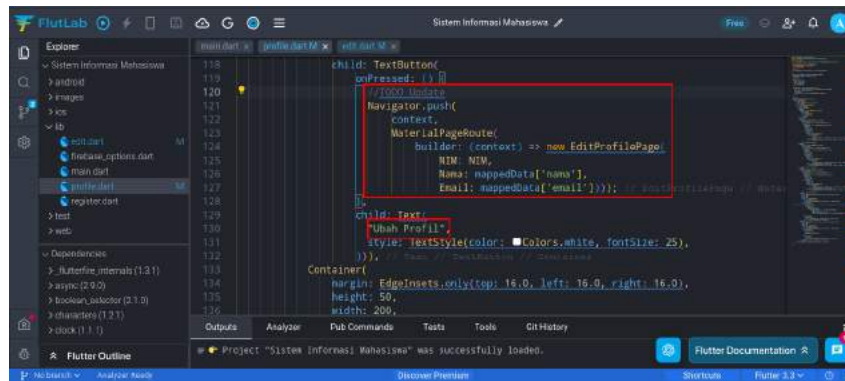 FlutLab
Sistem Informasi Mahasiswa
Free
Explorer
main.dart x profile.dart M x edit.dart M x
Sistem Informasi Mahasiswa
> android
> images
> ios
lib
edit.dart M
firebase_options.dart
main.dart
profile.dart M
register.dart
> test
> web
Dependencies
> _flutterfire_internals (1.3.1)
> async (2.9.0)
> boolean_selector (2.1.0)
> characters (1.2.1)
> clock (1.1.1)
Flutter Outline
118 child: TextButton(
119 onPressed: () {
120 //TODO Update
121 Navigator.push(
122 context,
123 MaterialPageRoute(
124 builder: (context) => new EditProfilePage(
125 NIM: NIM,
126 Nama: mappedData['nama'],
127 Email: mappedData['email']))); // EditProfilePage
128 },
129 child: Text(
130 "Ubah Profil",
131 style: TextStyle(color: Colors.white, fontSize: 25),
132 ))), // Text // TextButton // Container
133 Container(
134 margin: EdgeInsets.only(top: 16.0, left: 16.0, right: 16.0),
135 height: 50,
136 width: 200,
Outputs Analyzer Pub Commands Tests Tools Git History
Project "Sistem Informasi Mahasiswa" was successfully loaded.
Flutter Documentation
No branch Analyzer Ready
Discover Premium
Shortcuts
Flutter 3.3